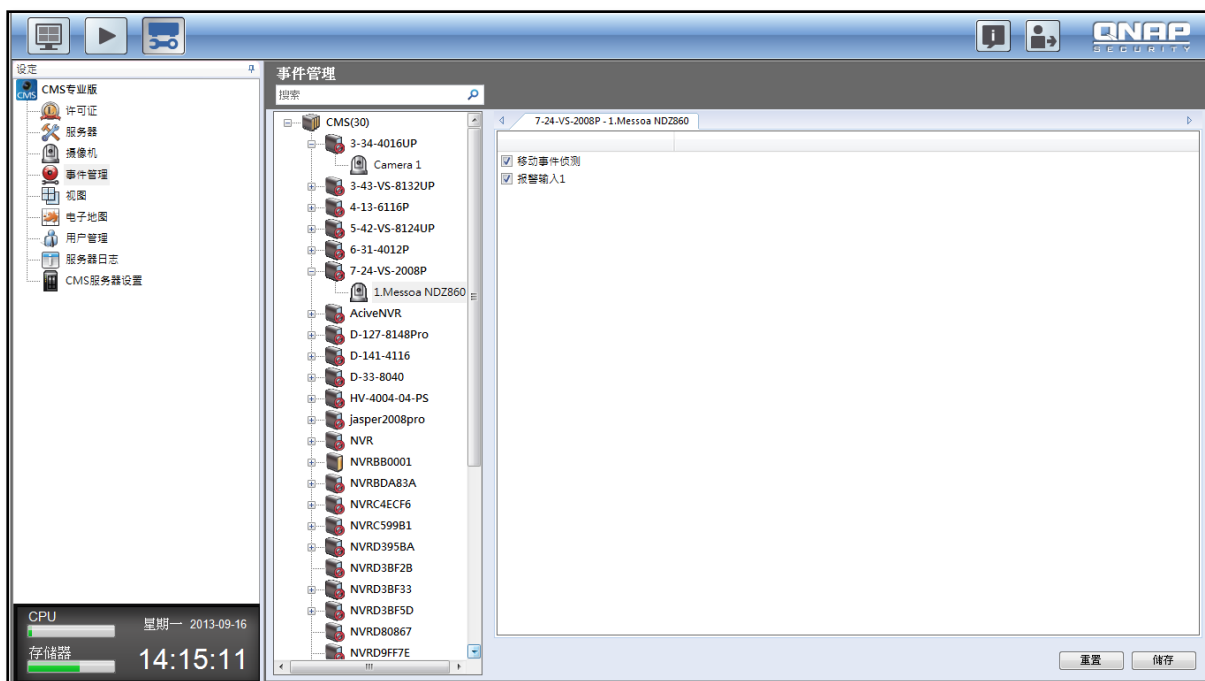 QNAP
SECURITY
设定
CMS专业版
CMS
许可证
服务器
摄像机
事件管理
视图
电子地图
用户管理
服务器日志
CMS服务器设置
CPU
星期一 2013-09-16
存储器
14:15:11
事件管理
搜索
CMS(30)
3-34-4016UP
Camera 1
3-43-VS-8132UP
4-13-6116P
5-42-VS-8124UP
6-31-4012P
7-24-VS-2008P
1.Messoa NDZ860
AciveNVR
D-127-8148Pro
D-141-4116
D-33-8040
HV-4004-04-PS
jasper2008pro
NVR
NVRBB0001
NVRBDA83A
NVRC4ECF6
NVRC599B1
NVRD395BA
NVRD3BF2B
NVRD3BF33
NVRD3BF5D
NVRD80867
NVRD9FF7E
7-24-VS-2008P - 1.Messoa NDZ860
移动事件侦测
报警输入1
重置
储存